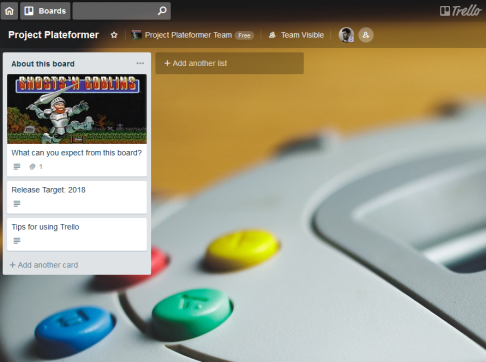 Boards
Trello
Project Plateformer
Project Plateformer Team Free
Team Visible
About this board
+ Add another list
GHOSTS'N GOBLINS
What can you expect from this board?
1
Release Target: 2018
Tips for using Trello
+ Add another card